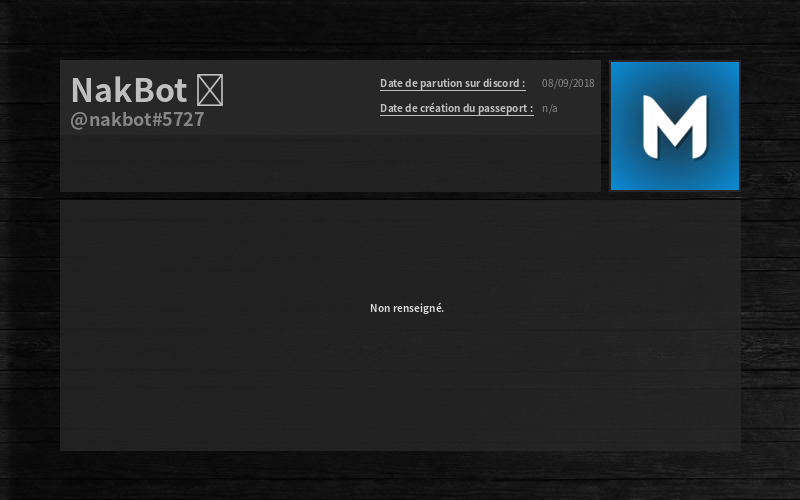 NakBot
@nakbot#5727
Date de parution sur discord : 08/09/2018
Date de création du passeport : n/a
M
Non renseigné.